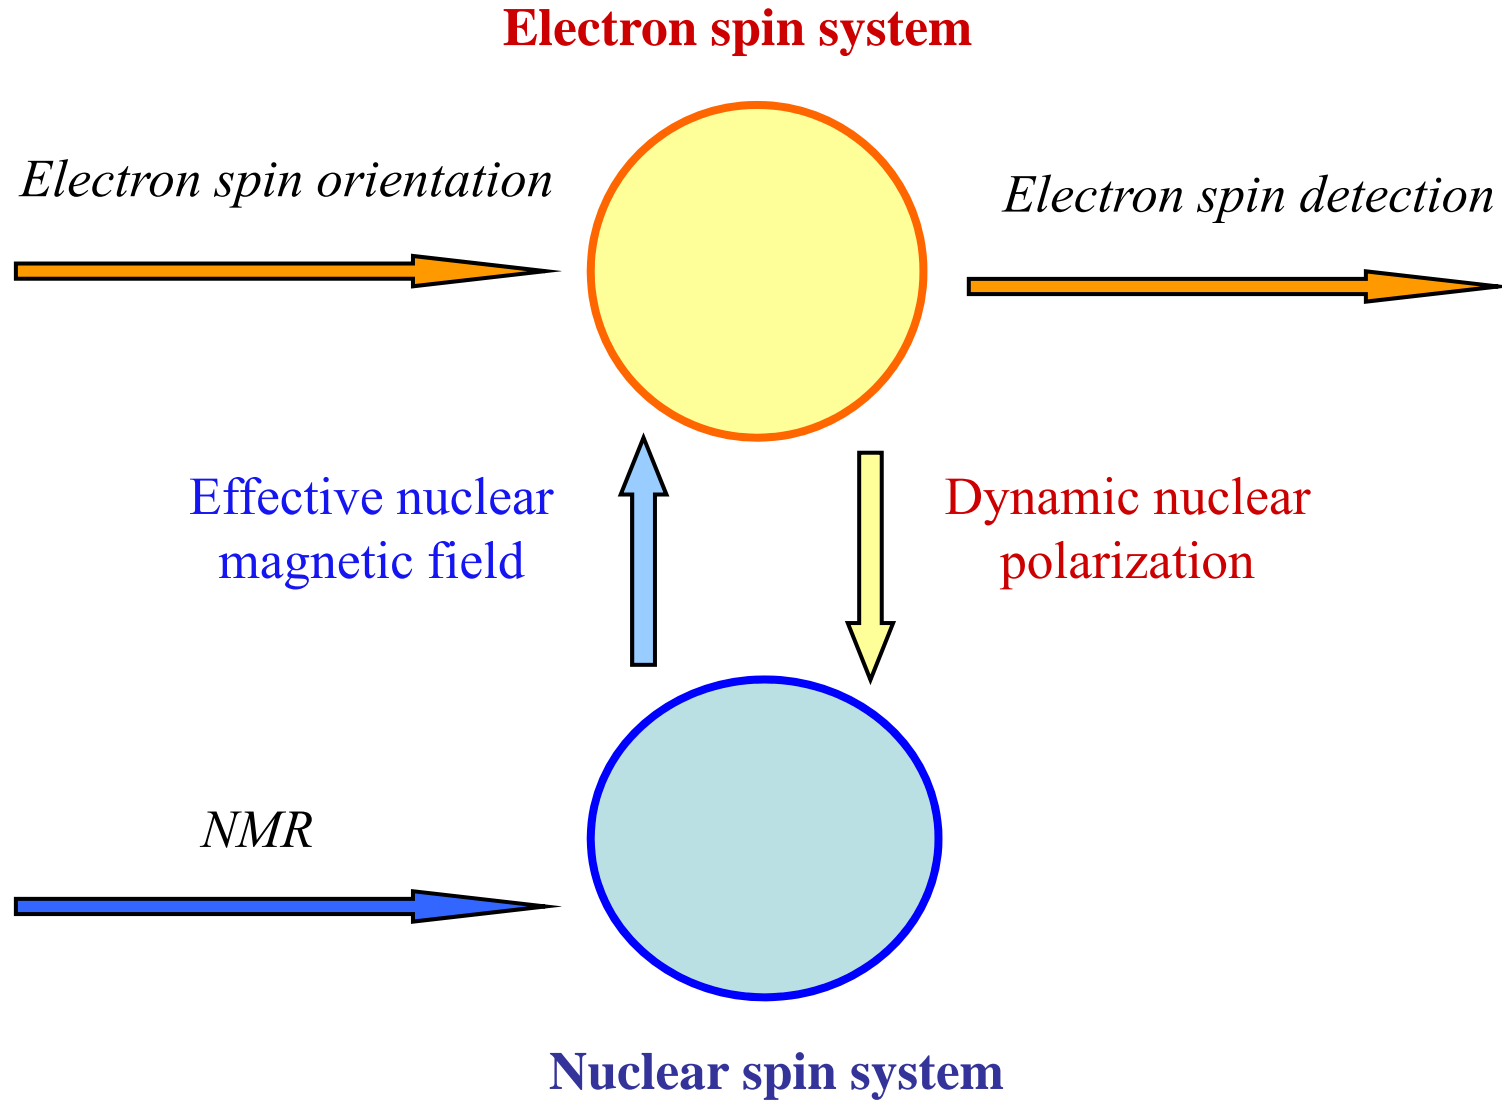 Electron spin system
Electron spin orientation
Electron spin detection
Effective nuclear
magnetic field
Dynamic nuclear
polarization
NMR
Nuclear spin system